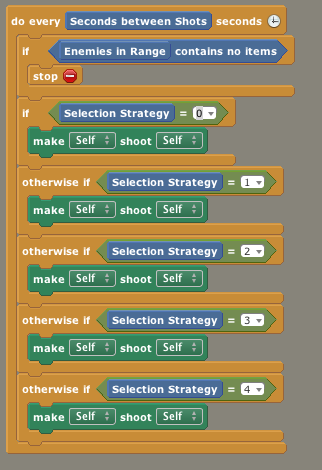 do every Seconds between Shots seconds
if Enemies in Range contains no items
stop
if Selection Strategy = 0
make Self shoot Self
otherwise if Selection Strategy = 1
make Self shoot Self
otherwise if Selection Strategy = 2
make Self shoot Self
otherwise if Selection Strategy = 3
make Self shoot Self
otherwise if Selection Strategy = 4
make Self shoot Self